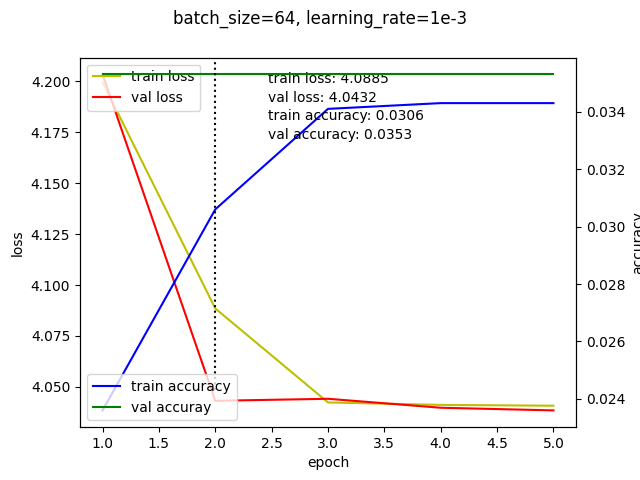 batch_size=64, learning_rate=1e-3
train loss
val loss
train loss: 4.0885
val loss: 4.0432
train accuracy: 0.0306
val accuracy: 0.0353
4.200
4.175
4.150
4.125
4.100
4.075
4.050
loss
0.034
0.032
0.030
0.028
0.026
0.024
accuracy
train accuracy
val accuray
1.0 1.5 2.0 2.5 3.0 3.5 4.0 4.5 5.0
epoch